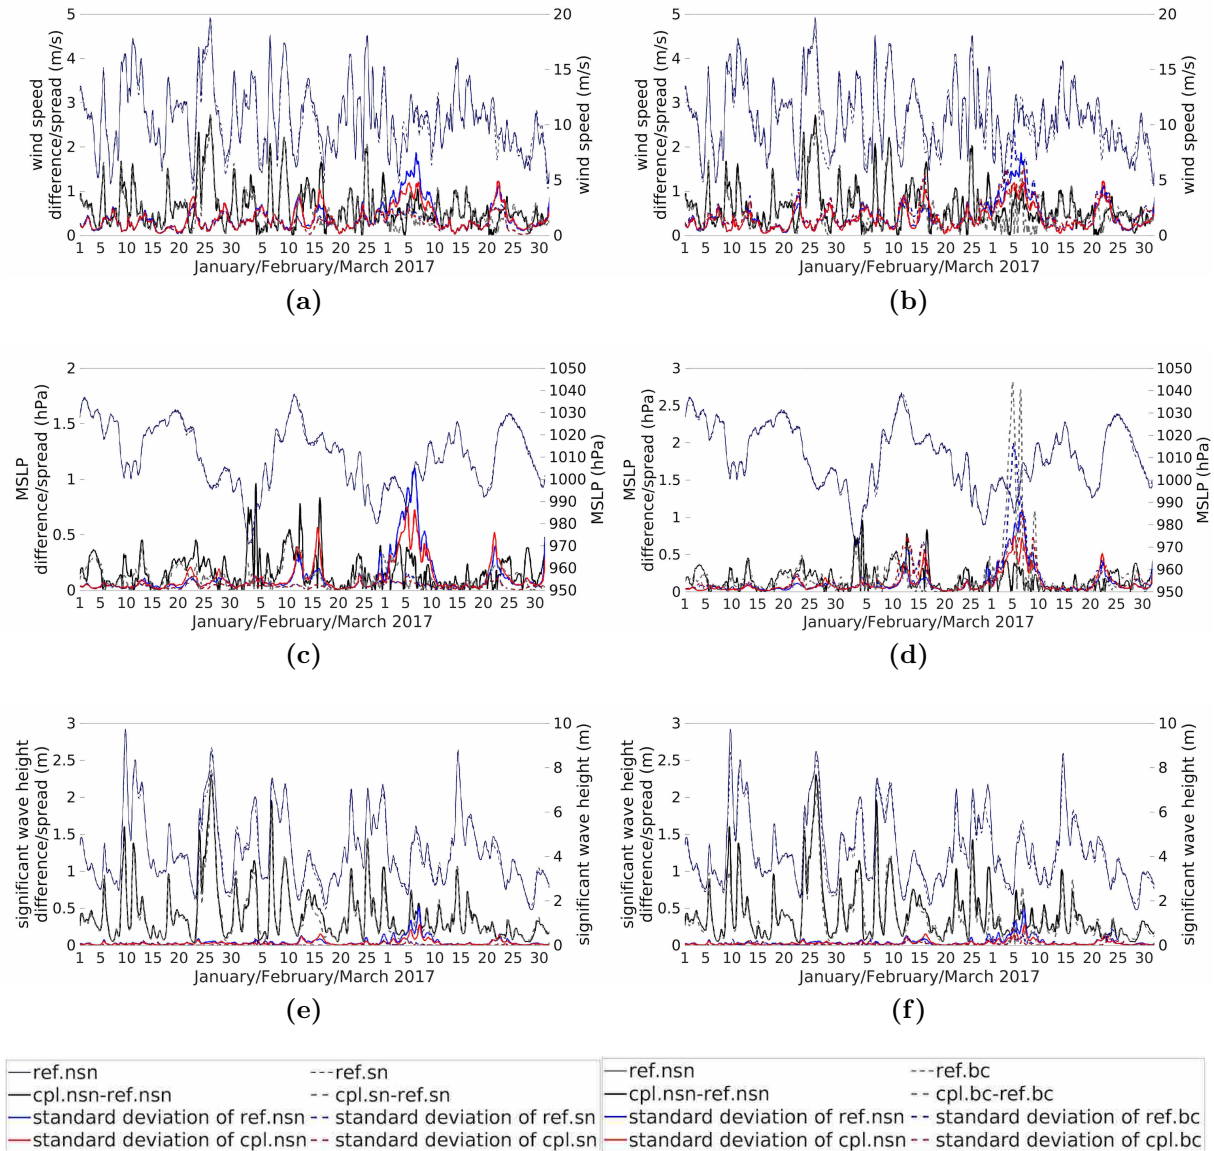 5
4
3
2
1
0
wind speed
difference/spread (m/s)
20
15
10
5
0
wind speed (m/s)
1 5 10 15 20 25 30 5 10 15 20 25 1 5 10 15 20 25 30
January/February/March 2017
(a)
5
4
3
2
1
0
wind speed
difference/spread (m/s)
20
15
10
5
0
wind speed (m/s)
1 5 10 15 20 25 30 5 10 15 20 25 1 5 10 15 20 25 30
January/February/March 2017
(b)
2
1.5
1
0.5
0
MSLP
difference/spread (hPa)
1050
1040
1030
1020
1010
1000
990
980
970
960
950
MSLP (hPa)
1 5 10 15 20 25 30 5 10 15 20 25 1 5 10 15 20 25 30
January/February/March 2017
(c)
3
2.5
2
1.5
1
0.5
0
MSLP
difference/spread (hPa)
1050
1040
1030
1020
1010
1000
990
980
970
960
950
MSLP (hPa)
1 5 10 15 20 25 30 5 10 15 20 25 1 5 10 15 20 25 30
January/February/March 2017
(d)
3
2.5
2
1.5
1
0.5
0
significant wave height
difference/spread (m)
10
8
6
4
2
0
significant wave height (m)
1 5 10 15 20 25 30 5 10 15 20 25 1 5 10 15 20 25 30
January/February/March 2017
(e)
3
2.5
2
1.5
1
0.5
0
significant wave height
difference/spread (m)
10
8
6
4
2
0
significant wave height (m)
1 5 10 15 20 25 30 5 10 15 20 25 1 5 10 15 20 25 30
January/February/March 2017
(f)
ref.nsn ref.sn
cpl.nsn-ref.nsn cpl.sn-ref.sn
standard deviation of ref.nsn standard deviation of ref.sn
standard deviation of cpl.nsn standard deviation of cpl.sn
ref.nsn ref.bc
cpl.nsn-ref.nsn cpl.bc-ref.bc
standard deviation of ref.nsn standard deviation of ref.bc
standard deviation of cpl.nsn standard deviation of cpl.bc